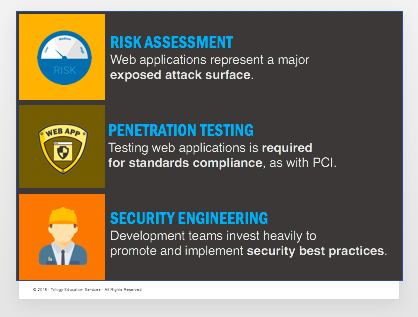 RISK ASSESSMENT
Web applications represent a major
exposed attack surface.
RISK
WEB APP
PENETRATION TESTING
Testing web applications is required
for standards compliance, as with PCI.
SECURITY ENGINEERING
Development teams invest heavily to
promote and implement security best practices.
Trilogy Education Services All Rights Reserved